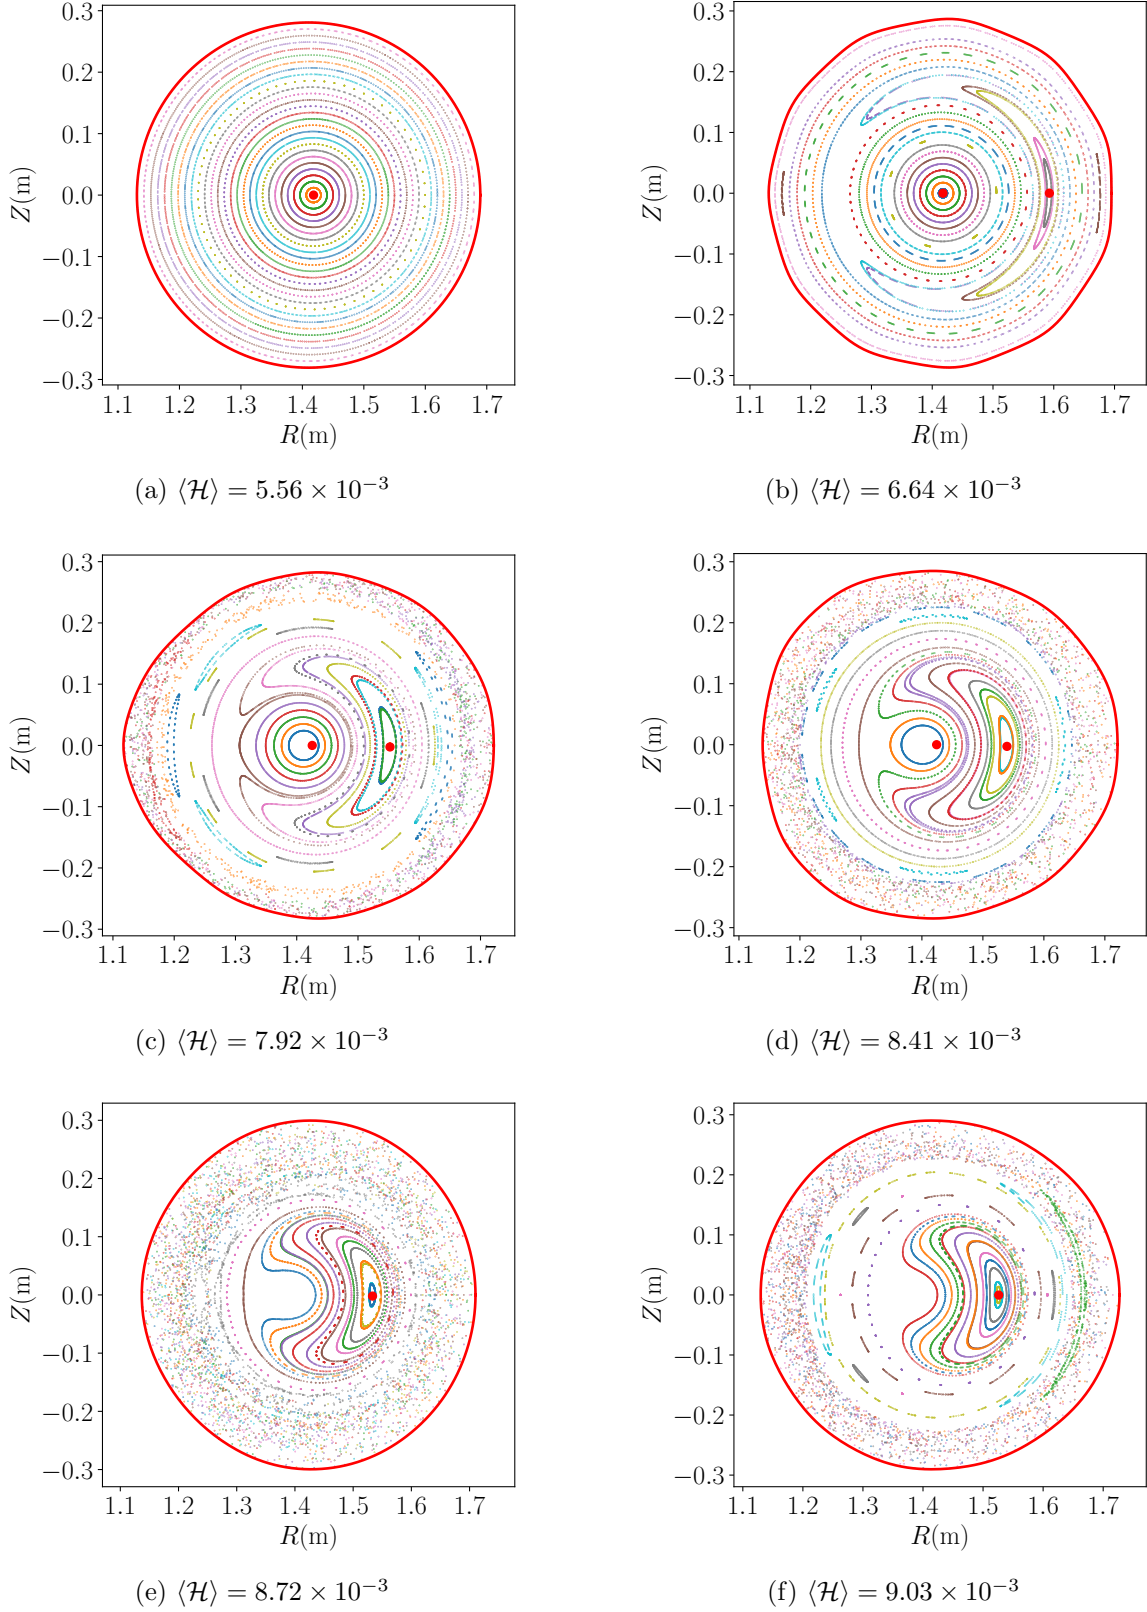 0.3
0.2
0.1
0.0
−0.1
−0.2
−0.3
Z(m)
1.1 1.2 1.3 1.4 1.5 1.6 1.7
R(m)
(a) ⟨ℋ⟩ = 5.56 × 10⁻³
0.3
0.2
0.1
0.0
−0.1
−0.2
−0.3
Z(m)
1.1 1.2 1.3 1.4 1.5 1.6 1.7
R(m)
(b) ⟨ℋ⟩ = 6.64 × 10⁻³
0.3
0.2
0.1
0.0
−0.1
−0.2
−0.3
Z(m)
1.1 1.2 1.3 1.4 1.5 1.6 1.7
R(m)
(c) ⟨ℋ⟩ = 7.92 × 10⁻³
0.3
0.2
0.1
0.0
−0.1
−0.2
−0.3
Z(m)
1.1 1.2 1.3 1.4 1.5 1.6 1.7
R(m)
(d) ⟨ℋ⟩ = 8.41 × 10⁻³
0.3
0.2
0.1
0.0
−0.1
−0.2
−0.3
Z(m)
1.1 1.2 1.3 1.4 1.5 1.6 1.7
R(m)
(e) ⟨ℋ⟩ = 8.72 × 10⁻³
0.3
0.2
0.1
0.0
−0.1
−0.2
−0.3
Z(m)
1.1 1.2 1.3 1.4 1.5 1.6 1.7
R(m)
(f) ⟨ℋ⟩ = 9.03 × 10⁻³